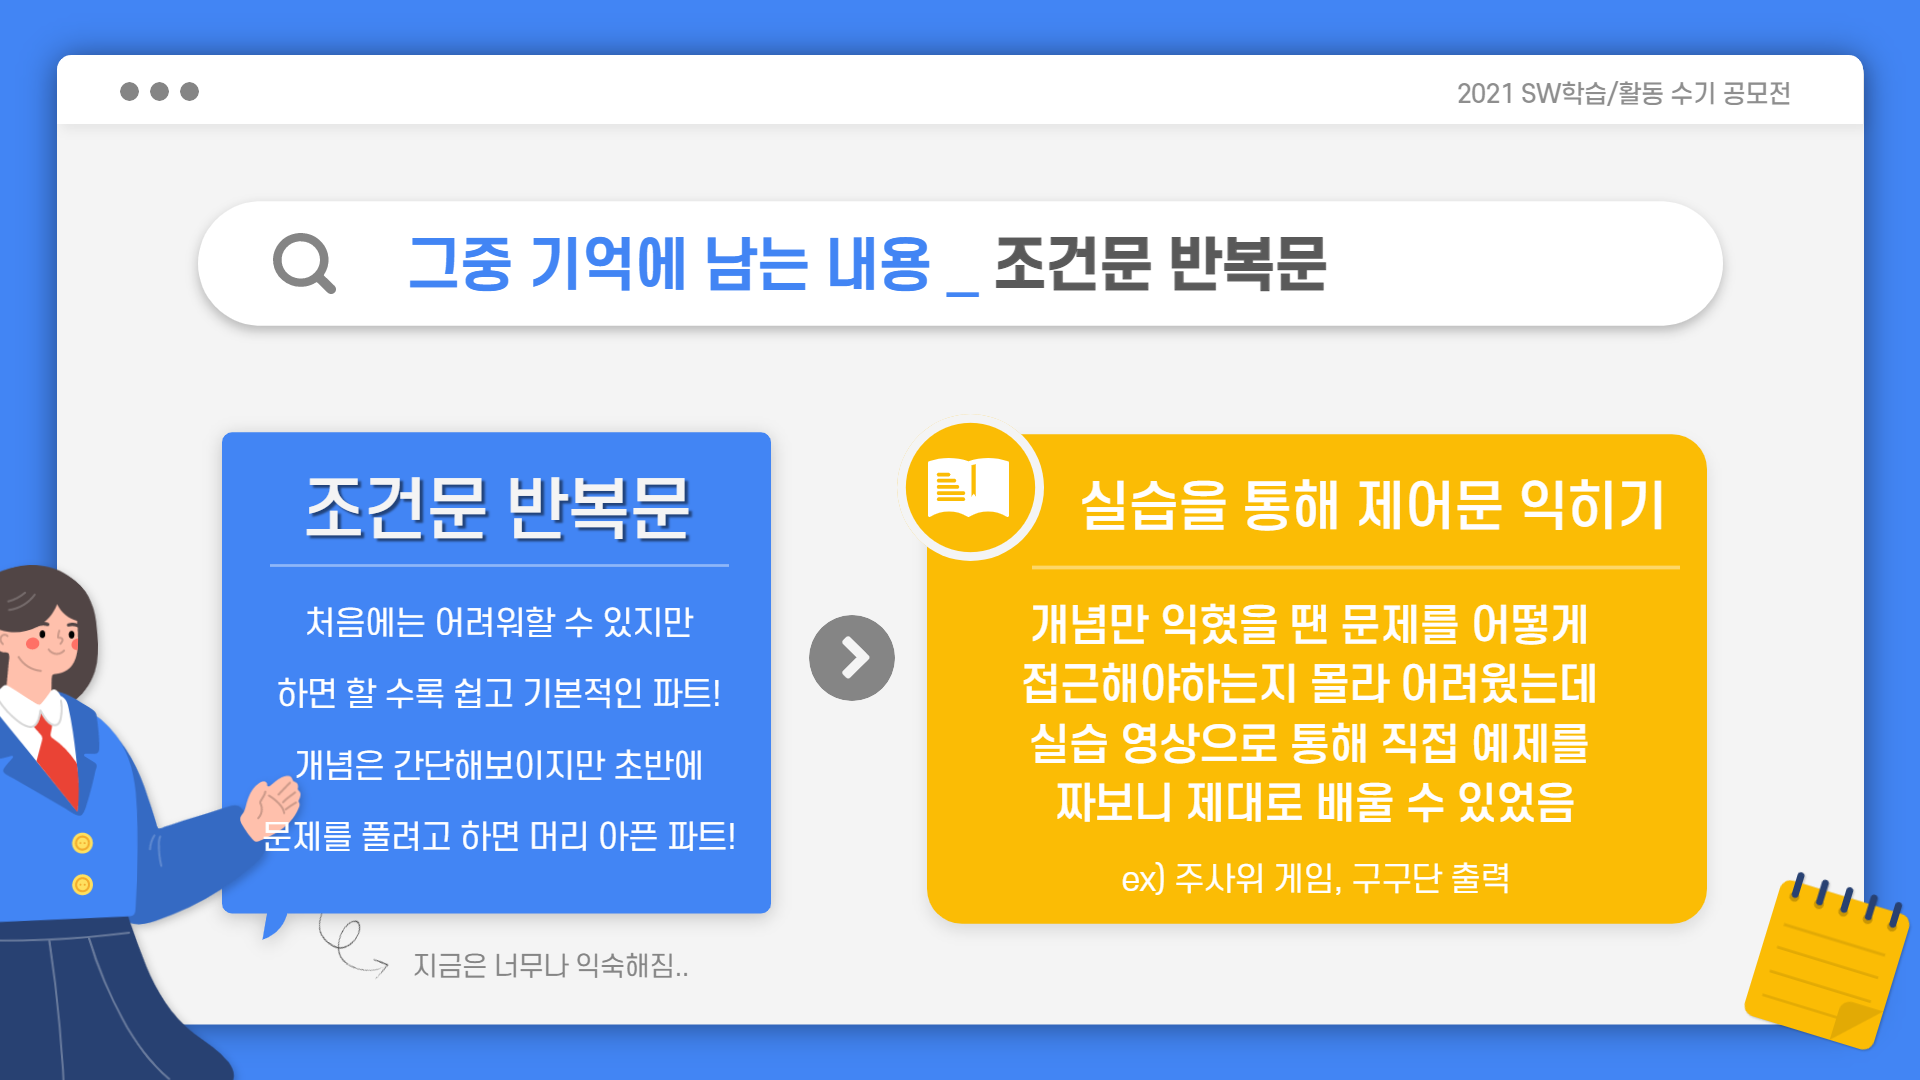 2021 SW학습/활동 수기 공모전
그중 기억에 남는 내용 _ 조건문 반복문
조건문 반복문
처음에는 어려워할 수 있지만
하면 할 수록 쉽고 기본적인 파트!
개념은 간단해보이지만 초반에
문제를 풀려고 하면 머리 아픈 파트!
지금은 너무나 익숙해짐..
실습을 통해 제어문 익히기
개념만 익혔을 땐 문제를 어떻게
접근해야하는지 몰라 어려웠는데
실습 영상으로 통해 직접 예제를
짜보니 제대로 배울 수 있었음
ex) 주사위 게임, 구구단 출력